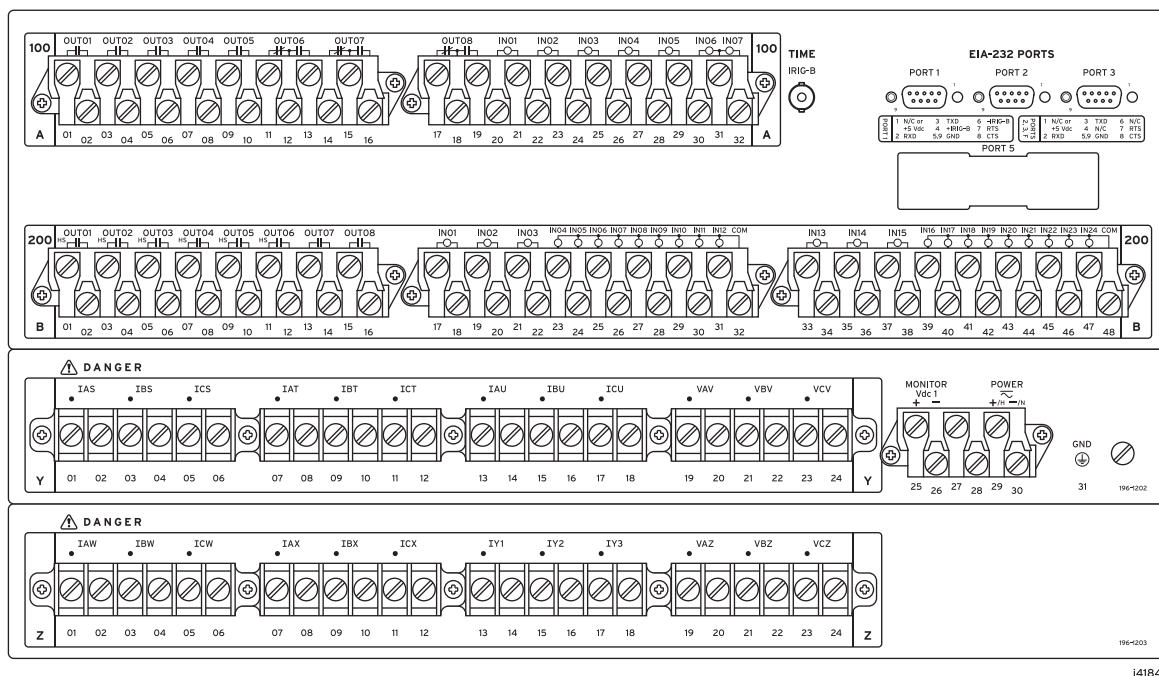 100 OUT01 OUT02 OUT03 OUT04 OUT05 OUT06 OUT07 OUT08 IN01 IN02 IN03 IN04 IN05 IN06 IN07 100
A 01 02 03 04 05 06 07 08 09 10 11 12 13 14 15 16 17 18 19 20 21 22 23 24 25 26 27 28 29 30 31 32 A
TIME
IRIG-B
EIA-232 PORTS
PORT 1 PORT 2 PORT 3
1 1 1
9 9 9
PORT 1
1 N/C or 3 TXD 6 -IRIG-B
+5 Vdc 4 +IRIG-B 7 RTS
2 RXD 5,9 GND 8 CTS
PORTS 2, 3, F
1 N/C or 3 TXD 6 N/C
+5 Vdc 4 N/C 7 RTS
2 RXD 5,9 GND 8 CTS
PORT 5
200 OUT01 OUT02 OUT03 OUT04 OUT05 OUT06 OUT07 OUT08 IN01 IN02 IN03 IN04 IN05 IN06 IN07 IN08 IN09 IN10 IN11 IN12 COM IN13 IN14 IN15 IN16 IN17 IN18 IN19 IN20 IN21 IN22 IN23 IN24 COM 200
HS HS HS HS HS HS
B 01 02 03 04 05 06 07 08 09 10 11 12 13 14 15 16 17 18 19 20 21 22 23 24 25 26 27 28 29 30 31 32 33 34 35 36 37 38 39 40 41 42 43 44 45 46 47 48 B
DANGER
IAS IBS ICS IAT IBT ICT IAU IBU ICU VAV VBV VCV
Y 01 02 03 04 05 06 07 08 09 10 11 12 13 14 15 16 17 18 19 20 21 22 23 24 Y
MONITOR POWER
Vdc 1
+ − +/H −/N
GND
25 26 27 28 29 30 31
196-1202
DANGER
IAW IBW ICW IAX IBX ICX IY1 IY2 IY3 VAZ VBZ VCZ
Z 01 02 03 04 05 06 07 08 09 10 11 12 13 14 15 16 17 18 19 20 21 22 23 24 Z
196-1203
i4184